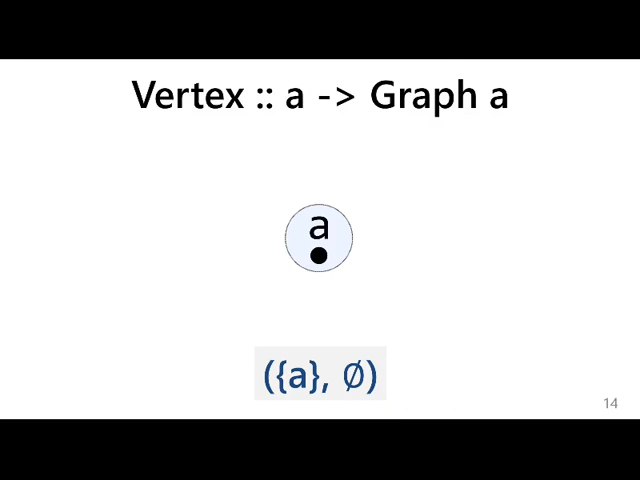 Vertex :: a -> Graph a
a
({a}, ∅)
14